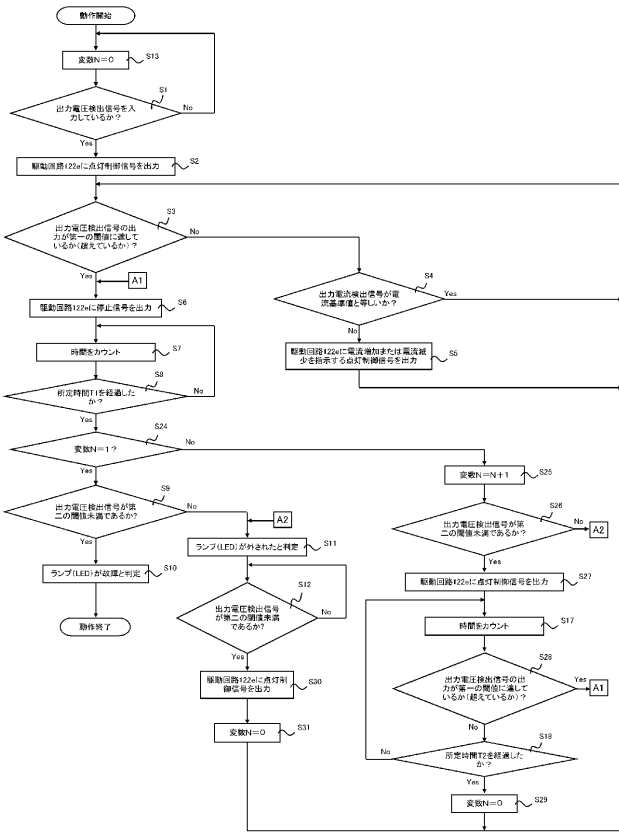 動作開始
変数N=0
S13
出力電圧検出信号を入
力しているか?
S1
No
Yes
駆動回路122eに点灯制御信号を出力
S2
出力電圧検出信号の出
力が第一の閾値に達して
いるか(超えているか)?
S3
No
Yes
A1
出力電流検出信号が電
流基準値と等しいか?
S4
Yes
No
駆動回路122eに停止信号を出力
S6
駆動回路122eに電流増加または電流減
少を指示する点灯制御信号を出力
S5
時間をカウント
S7
所定時間T1を経過した
か?
S8
No
Yes
変数N=1?
S24
No
Yes
変数N=N+1
S25
出力電圧検出信号が第
二の閾値未満であるか?
S9
No
Yes
A2
出力電圧検出信号が第
二の閾値未満であるか?
S26
No
A2
Yes
ランプ(LED)が外されたと判定
S11
ランプ(LED)が故障と判定
S10
動作終了
出力電圧検出信号
が第二の閾値未満
であるか?
S12
No
Yes
駆動回路122eに点灯制御信号を出力
S27
時間をカウント
S17
駆動回路122eに点灯制
御信号を出力
S30
出力電圧検出信号の出
力が第一の閾値に達して
いるか(超えているか)?
S28
Yes
A1
No
変数N=0
S31
所定時間T2を経過した
か?
S18
No
Yes
変数N=0
S29